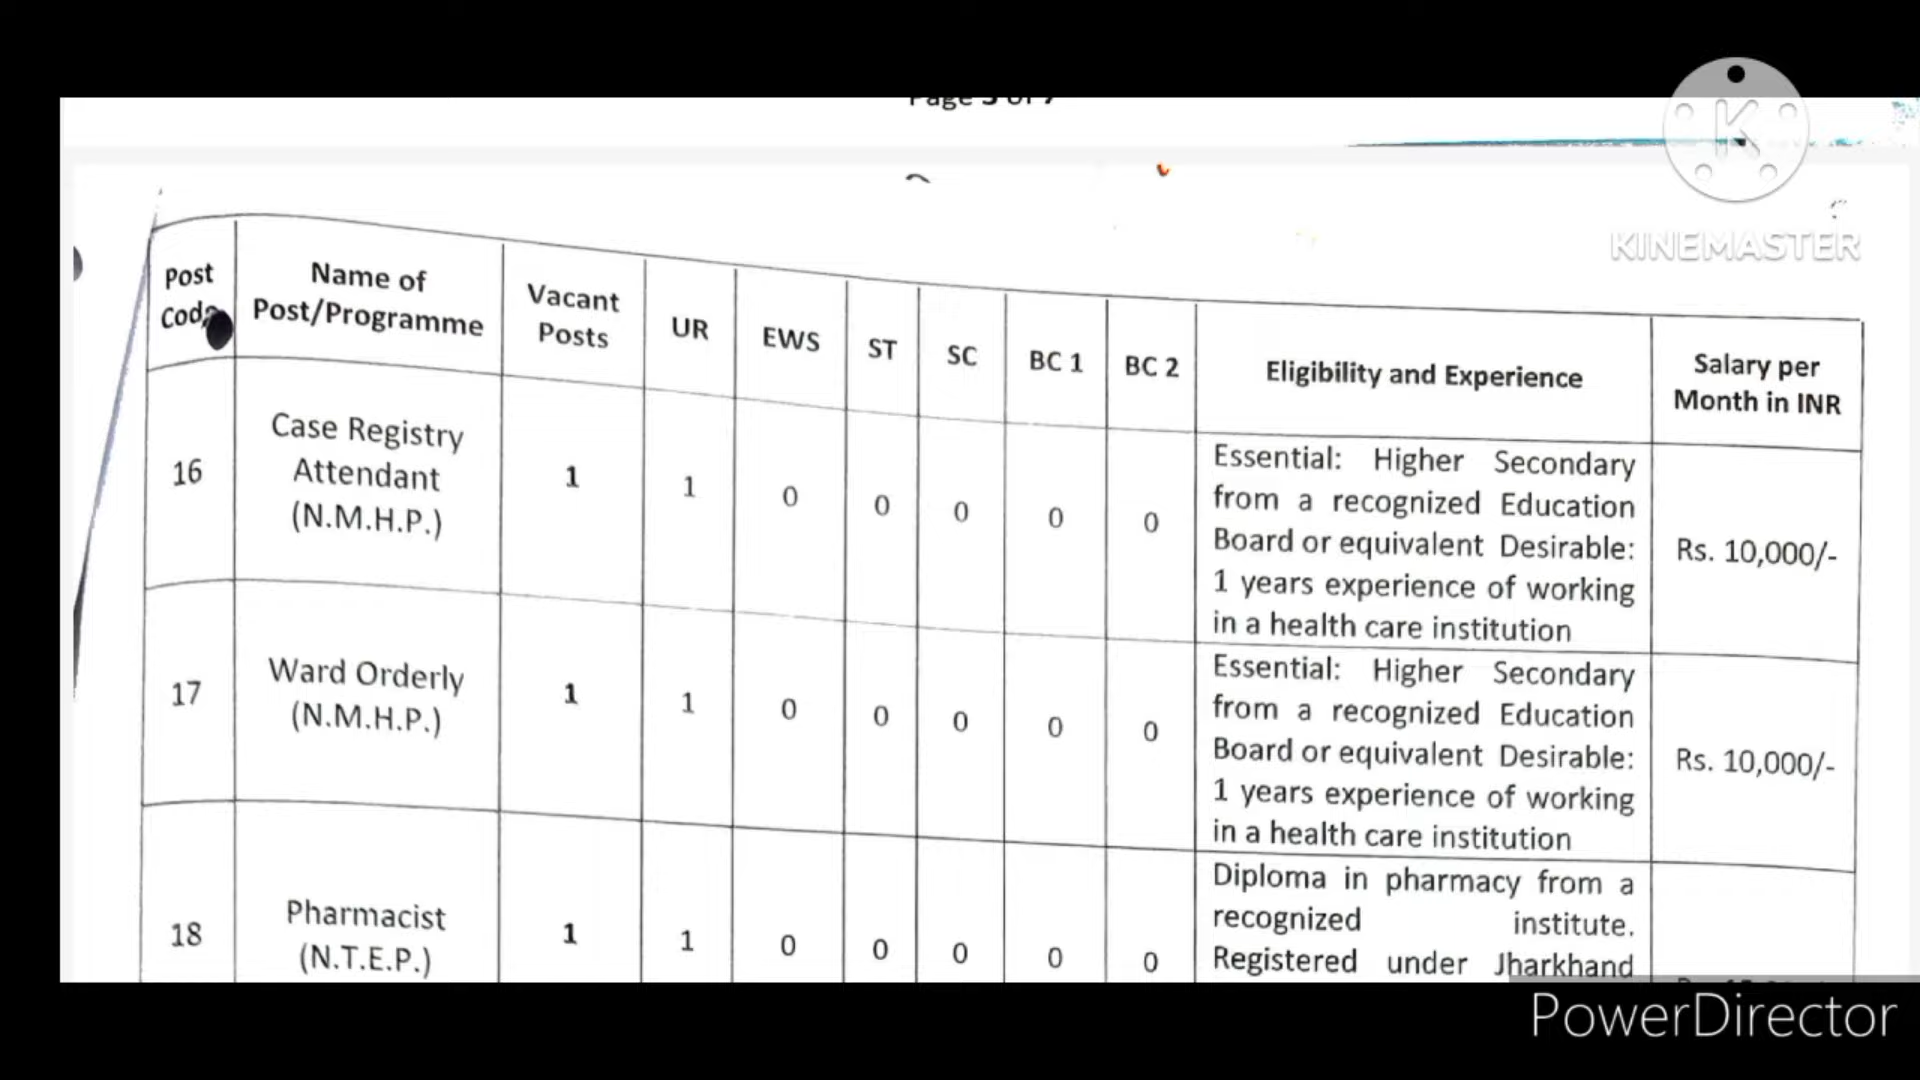 Page 5 of 7
KINEMASTER
Post
Code
Name of
Post/Programme
Vacant
Posts
UR
EWS
ST
SC
BC 1
BC 2
Eligibility and Experience
Salary per
Month in INR
16
Case Registry
Attendant
(N.M.H.P.)
1
1
0
0
0
0
0
Essential: Higher Secondary
from a recognized Education
Board or equivalent Desirable:
1 years experience of working
in a health care institution
Rs. 10,000/-
17
Ward Orderly
(N.M.H.P.)
1
1
0
0
0
0
0
Essential: Higher Secondary
from a recognized Education
Board or equivalent Desirable:
1 years experience of working
in a health care institution
Rs. 10,000/-
18
Pharmacist
(N.T.E.P.)
1
1
0
0
0
0
0
Diploma in pharmacy from a
recognized institute.
Registered under Jharkhand
PowerDirector